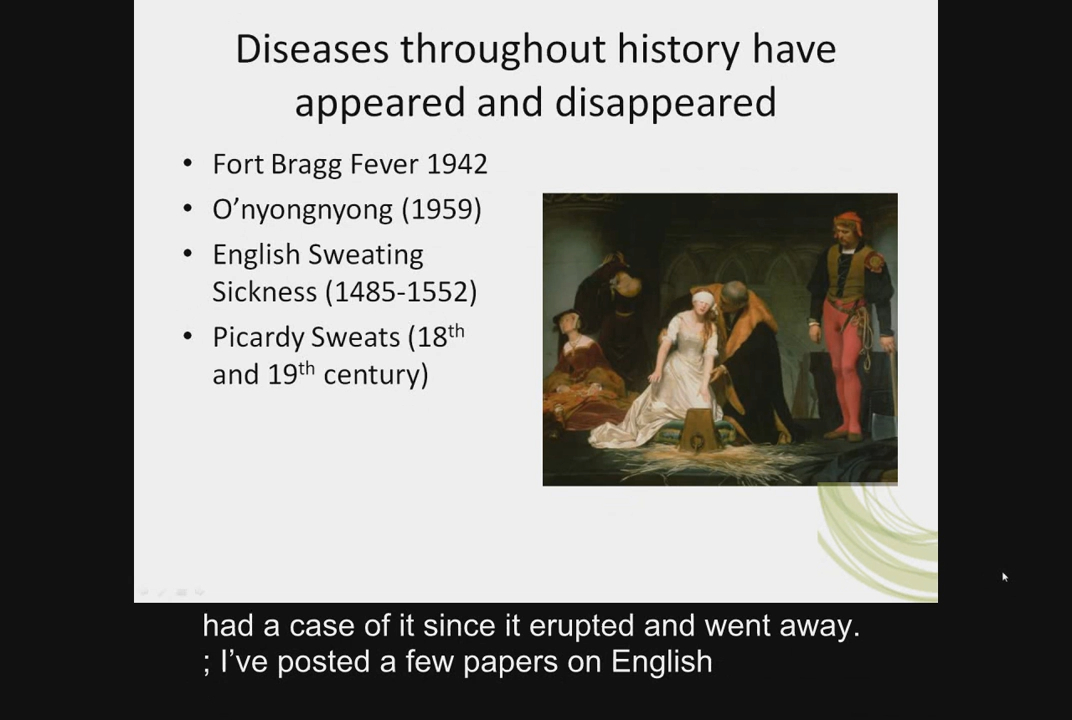 Diseases throughout history have
appeared and disappeared
• Fort Bragg Fever 1942
• O’nyongnyong (1959)
• English Sweating
Sickness (1485-1552)
• Picardy Sweats (18th
and 19th century)
had a case of it since it erupted and went away.
; I’ve posted a few papers on English